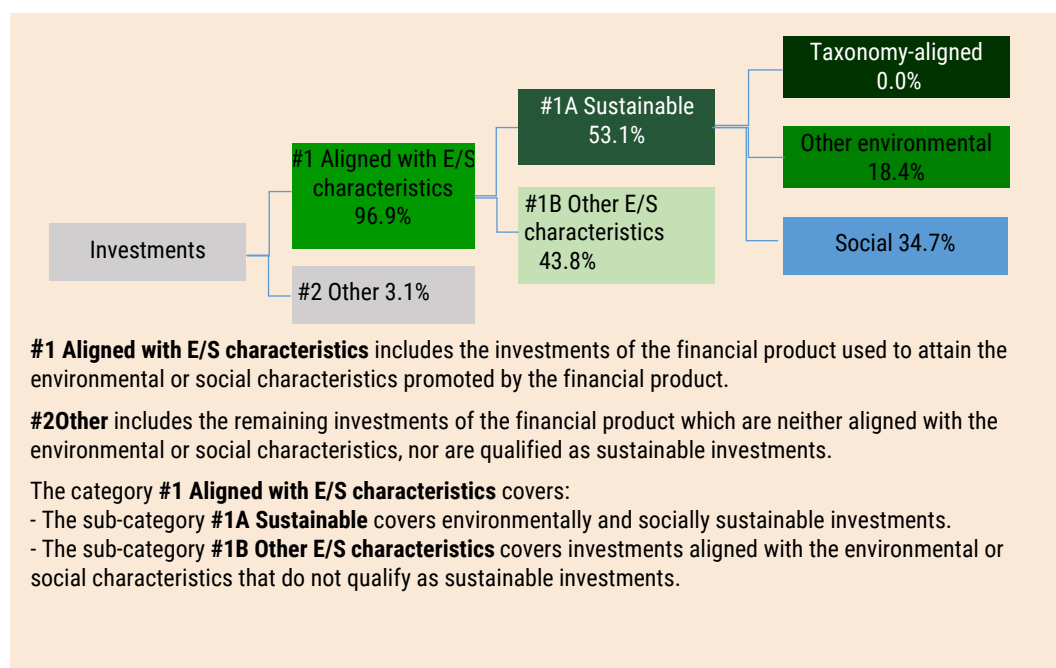 Taxonomy-aligned
0.0%
#1A Sustainable
53.1%
Other environmental
18.4%
#1 Aligned with E/S
characteristics
96.9%
#1B Other E/S
characteristics
43.8%
Social 34.7%
Investments
#2 Other 3.1%
#1 Aligned with E/S characteristics includes the investments of the financial product used to attain the
environmental or social characteristics promoted by the financial product.
#2Other includes the remaining investments of the financial product which are neither aligned with the
environmental or social characteristics, nor are qualified as sustainable investments.
The category #1 Aligned with E/S characteristics covers:
- The sub-category #1A Sustainable covers environmentally and socially sustainable investments.
- The sub-category #1B Other E/S characteristics covers investments aligned with the environmental or
social characteristics that do not qualify as sustainable investments.